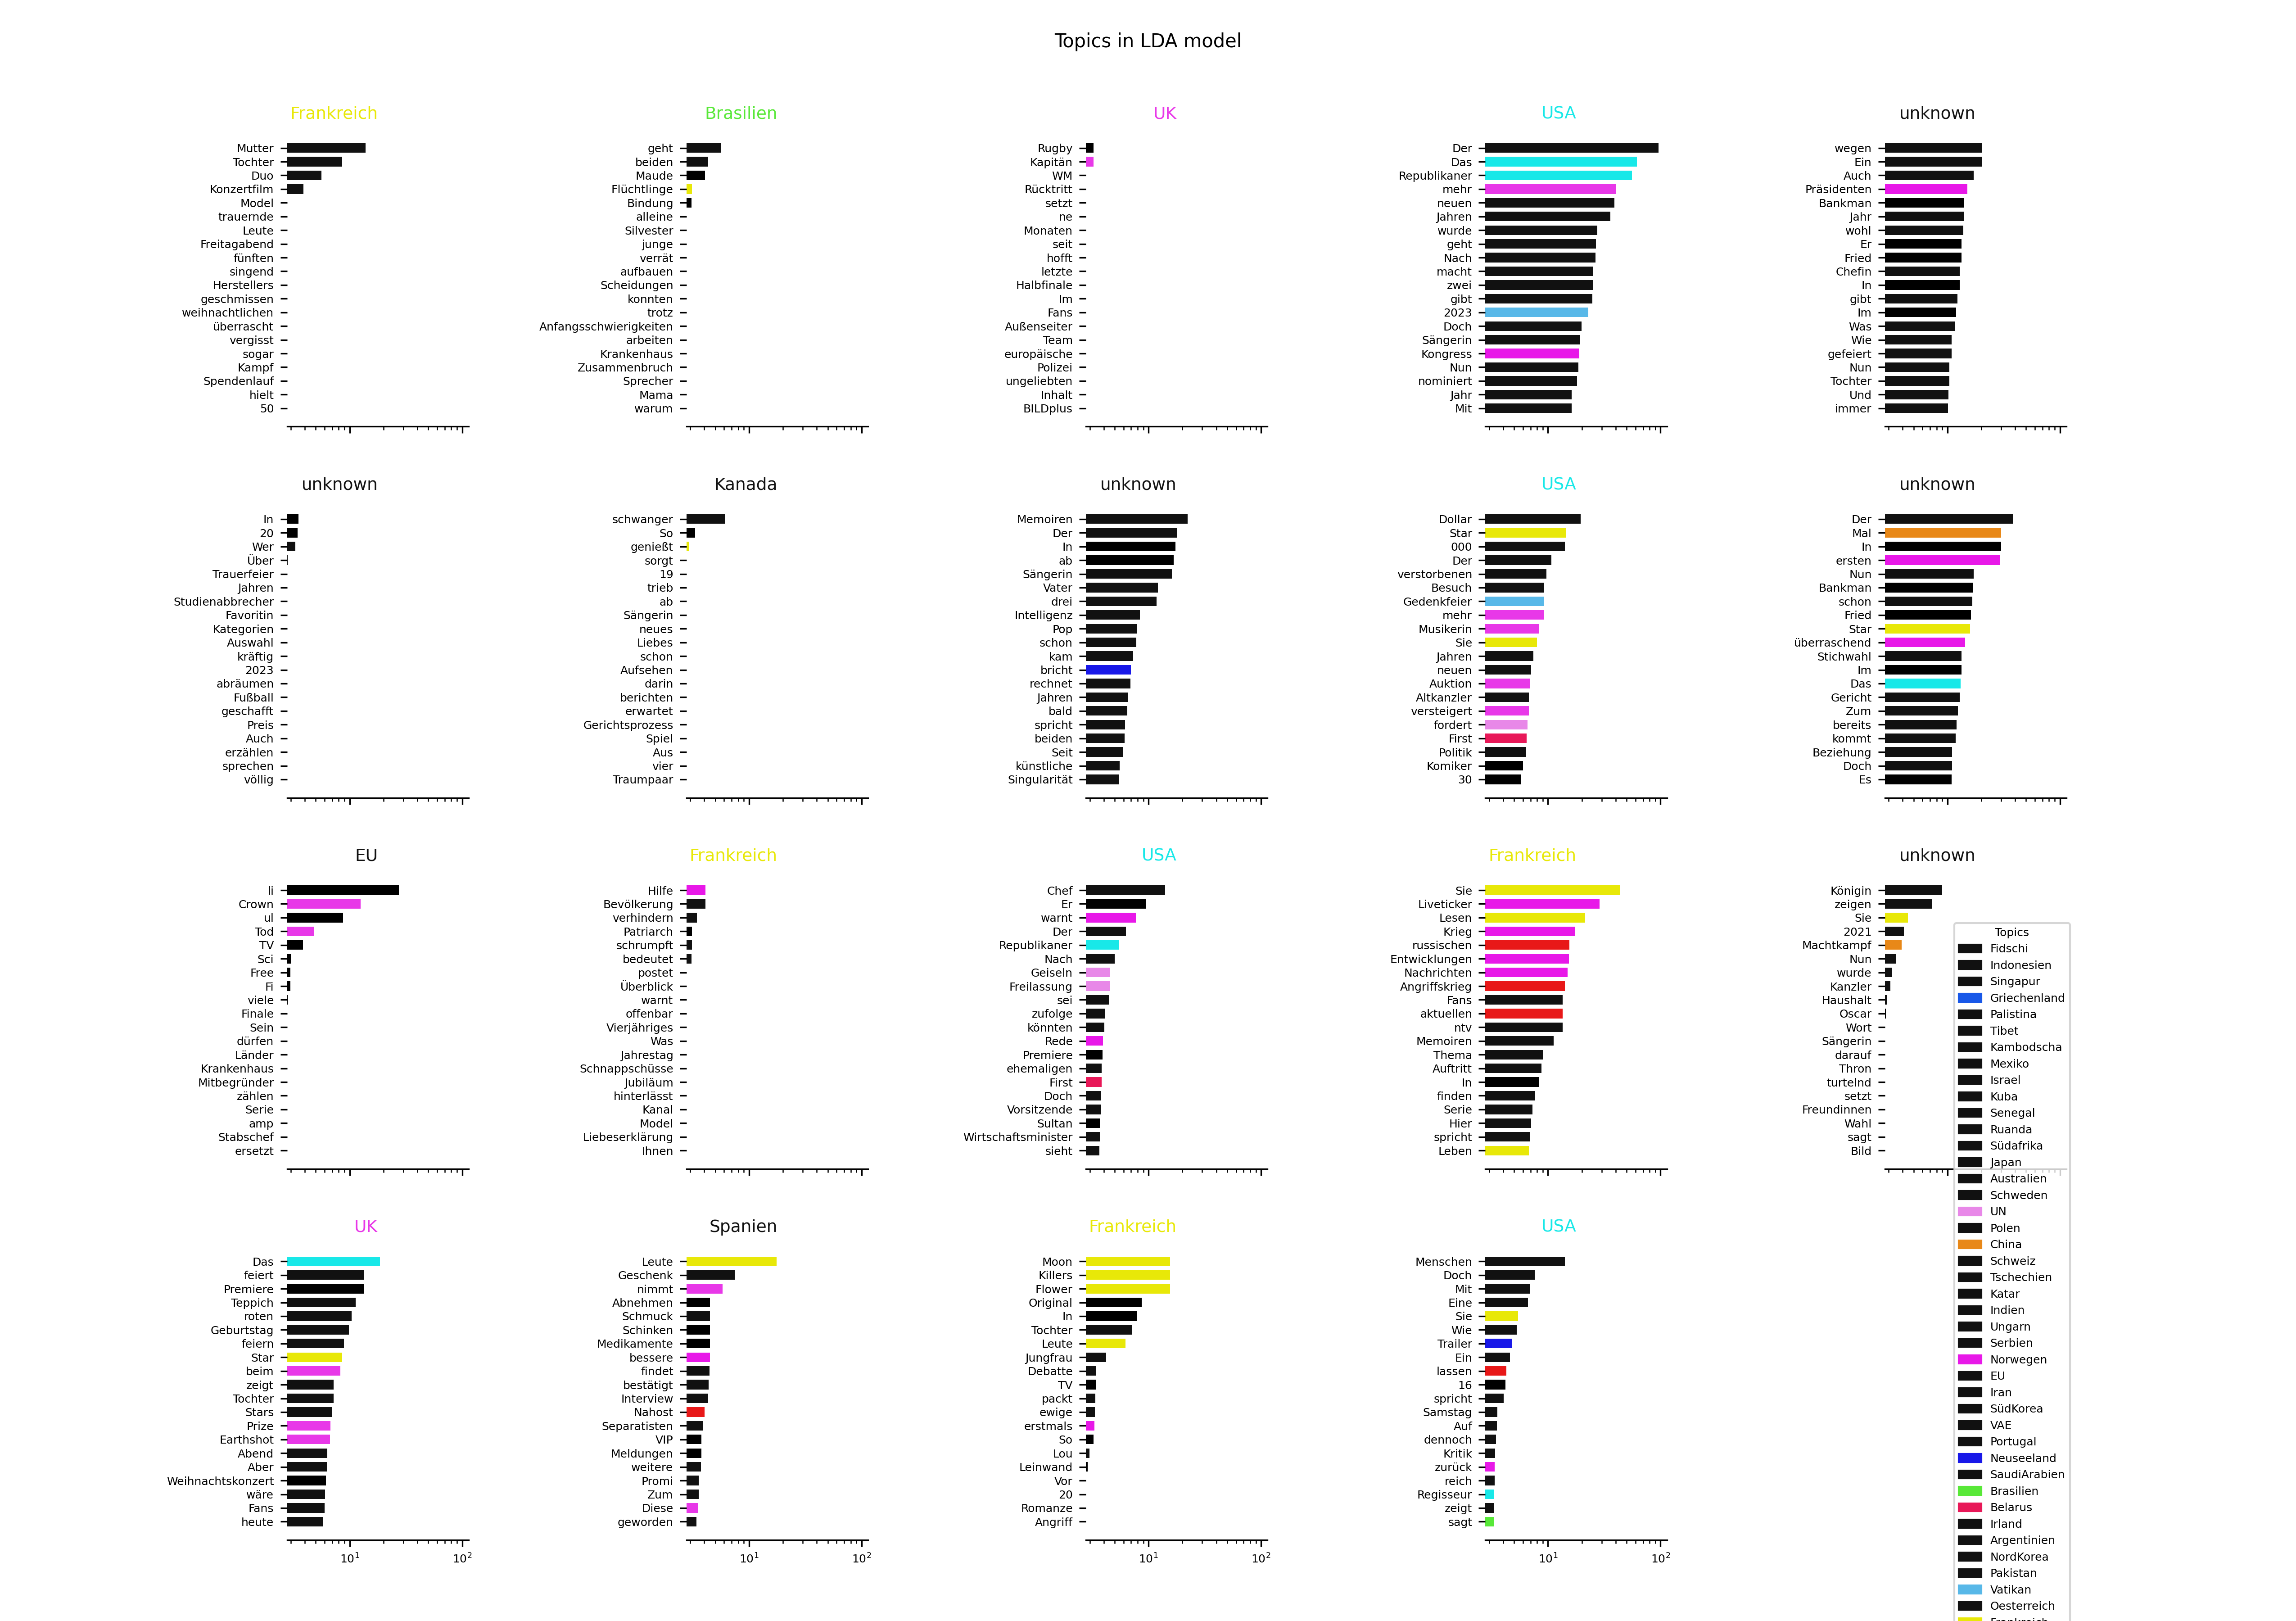 Topics in LDA model
Frankreich
Mutter
Tochter
Duo
Konzertfilm
Model
trauernde
Leute
Freitagabend
fünften
singend
Herstellers
geschmissen
weihnachtlichen
überrascht
vergisst
sogar
Kampf
Spendenlauf
hielt
50
Brasilien
geht
beiden
Maude
Flüchtlinge
Bindung
alleine
Silvester
junge
verrät
aufbauen
Scheidungen
konnten
trotz
Anfangsschwierigkeiten
arbeiten
Krankenhaus
Zusammenbruch
Sprecher
Mama
warum
UK
Rugby
Kapitän
WM
Rücktritt
setzt
ne
Monaten
seit
hofft
letzte
Halbfinale
Im
Fans
Außenseiter
Team
europäische
Polizei
ungeliebten
Inhalt
BILDplus
USA
Der
Das
Republikaner
mehr
neuen
Jahren
wurde
geht
Nach
macht
zwei
gibt
2023
Doch
Sängerin
Kongress
Nun
nominiert
Jahr
Mit
unknown
wegen
Ein
Auch
Präsidenten
Bankman
Jahr
wohl
Er
Fried
Chefin
In
gibt
Im
Was
Wie
gefeiert
Nun
Tochter
Und
immer
unknown
In
20
Wer
Über
Trauerfeier
Jahren
Studienabbrecher
Favoritin
Kategorien
Auswahl
kräftig
2023
abräumen
Fußball
geschafft
Preis
Auch
erzählen
sprechen
völlig
Kanada
schwanger
So
genießt
sorgt
19
trieb
ab
Sängerin
neues
Liebes
schon
Aufsehen
darin
berichten
erwartet
Gerichtsprozess
Spiel
Aus
vier
Traumpaar
unknown
Memoiren
Der
In
ab
Sängerin
Vater
drei
Intelligenz
Pop
schon
kam
bricht
rechnet
Jahren
bald
spricht
beiden
Seit
künstliche
Singularität
USA
Dollar
Star
000
Der
verstorbenen
Besuch
Gedenkfeier
mehr
Musikerin
Sie
Jahren
neuen
Auktion
Altkanzler
versteigert
fordert
First
Politik
Komiker
30
unknown
Der
Mal
In
ersten
Nun
Bankman
schon
Fried
Star
überraschend
Stichwahl
Im
Das
Gericht
Zum
bereits
kommt
Beziehung
Doch
Es
EU
li
Crown
ul
Tod
TV
Sci
Free
Fi
viele
Finale
Sein
dürfen
Länder
Krankenhaus
Mitbegründer
zählen
Serie
amp
Stabschef
ersetzt
Frankreich
Hilfe
Bevölkerung
verhindern
Patriarch
schrumpft
bedeutet
postet
Überblick
warnt
offenbar
Vierjähriges
Was
Jahrestag
Schnappschüsse
Jubiläum
hinterlässt
Kanal
Model
Liebeserklärung
Ihnen
USA
Chef
Er
warnt
Der
Republikaner
Nach
Geiseln
Freilassung
sei
zufolge
könnten
Rede
Premiere
ehemaligen
First
Doch
Vorsitzende
Sultan
Wirtschaftsminister
sieht
Frankreich
Sie
Liveticker
Lesen
Krieg
russischen
Entwicklungen
Nachrichten
Angriffskrieg
Fans
aktuellen
ntv
Memoiren
Thema
Auftritt
In
finden
Serie
Hier
spricht
Leben
unknown
Königin
zeigen
Sie
2021
Machtkampf
Nun
wurde
Kanzler
Haushalt
Oscar
Wort
Sängerin
darauf
Thron
turtelnd
setzt
Freundinnen
Wahl
sagt
Bild
UK
Das
feiert
Premiere
Teppich
roten
Geburtstag
feiern
Star
beim
zeigt
Tochter
Stars
Prize
Earthshot
Abend
Aber
Weihnachtskonzert
wäre
Fans
heute
10¹ 10²
Spanien
Leute
Geschenk
nimmt
Abnehmen
Schmuck
Schinken
Medikamente
bessere
findet
bestätigt
Interview
Nahost
Separatisten
VIP
Meldungen
weitere
Promi
Zum
Diese
geworden
10¹ 10²
Frankreich
Moon
Killers
Flower
Original
In
Tochter
Leute
Jungfrau
Debatte
TV
packt
ewige
erstmals
So
Lou
Leinwand
Vor
20
Romanze
Angriff
10¹ 10²
USA
Menschen
Doch
Mit
Eine
Sie
Wie
Trailer
Ein
lassen
16
spricht
Samstag
Auf
dennoch
Kritik
zurück
reich
Regisseur
zeigt
sagt
10¹ 10²
Topics
Fidschi
Indonesien
Singapur
Griechenland
Palistina
Tibet
Kambodscha
Mexiko
Israel
Kuba
Senegal
Ruanda
Südafrika
Japan
Australien
Schweden
UN
Polen
China
Schweiz
Tschechien
Katar
Indien
Ungarn
Serbien
Norwegen
EU
Iran
SüdKorea
VAE
Portugal
Neuseeland
SaudiArabien
Brasilien
Belarus
Irland
Argentinien
NordKorea
Pakistan
Vatikan
Oesterreich